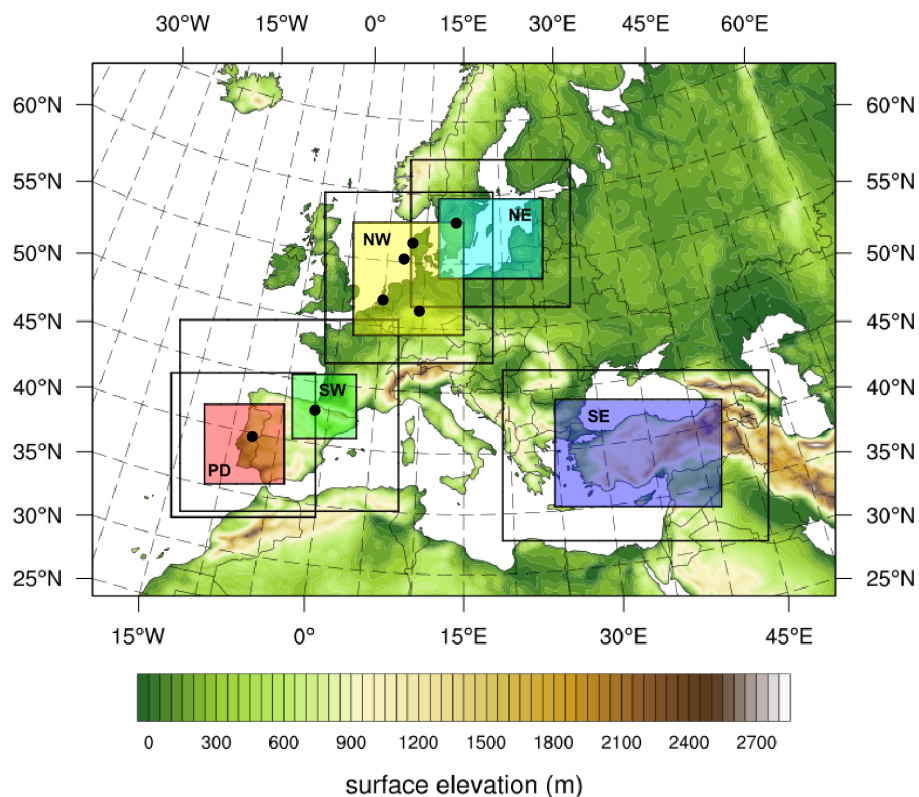 30°W 15°W 0° 15°E 30°E 45°E 60°E
60°N 60°N
55°N 55°N
50°N 50°N
45°N 45°N
40°N 40°N
35°N 35°N
30°N 30°N
25°N 25°N
NE
NW
SW
SE
PD
15°W 0° 15°E 30°E 45°E
0 300 600 900 1200 1500 1800 2100 2400 2700
surface elevation (m)